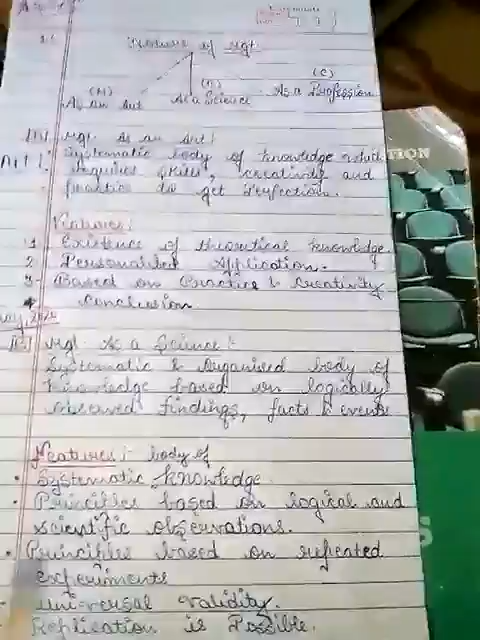 Nature of Mgt
(A) (B) (C)
As an Art As a Science As a Profession
Mgt As an Art:
Art: Systematic body of knowledge which
requires skills, creativity and
practice to get Perfection.
Features:
1 Existence of theoretical knowledge
2 Personalised Application.
3 Based on Practice & creativity
Conclusion
Mgt As a Science:
Systematic & Organised body of
knowledge based on logically
observed findings, facts & events
Features: body of
Systematic knowledge
Principles based on logical and
scientific observations.
Principles based on repeated
experiments
universal validity.
Replication is Possible.
TION
S